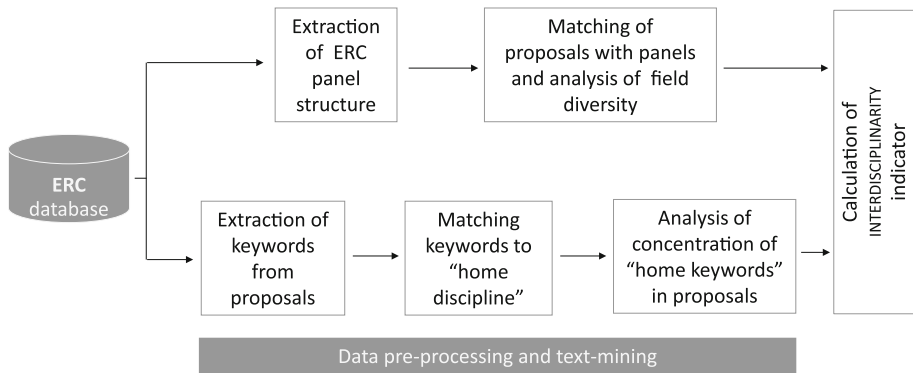 ERC
database
Extraction
of ERC
panel
structure
Matching of
proposals with panels
and analysis of field
diversity
Extraction of
keywords
from
proposals
Matching
keywords to
“home
discipline”
Analysis of
concentration of
“home keywords”
in proposals
Calculation of
INTERDISCIPLINARITY
indicator
Data pre-processing and text-mining